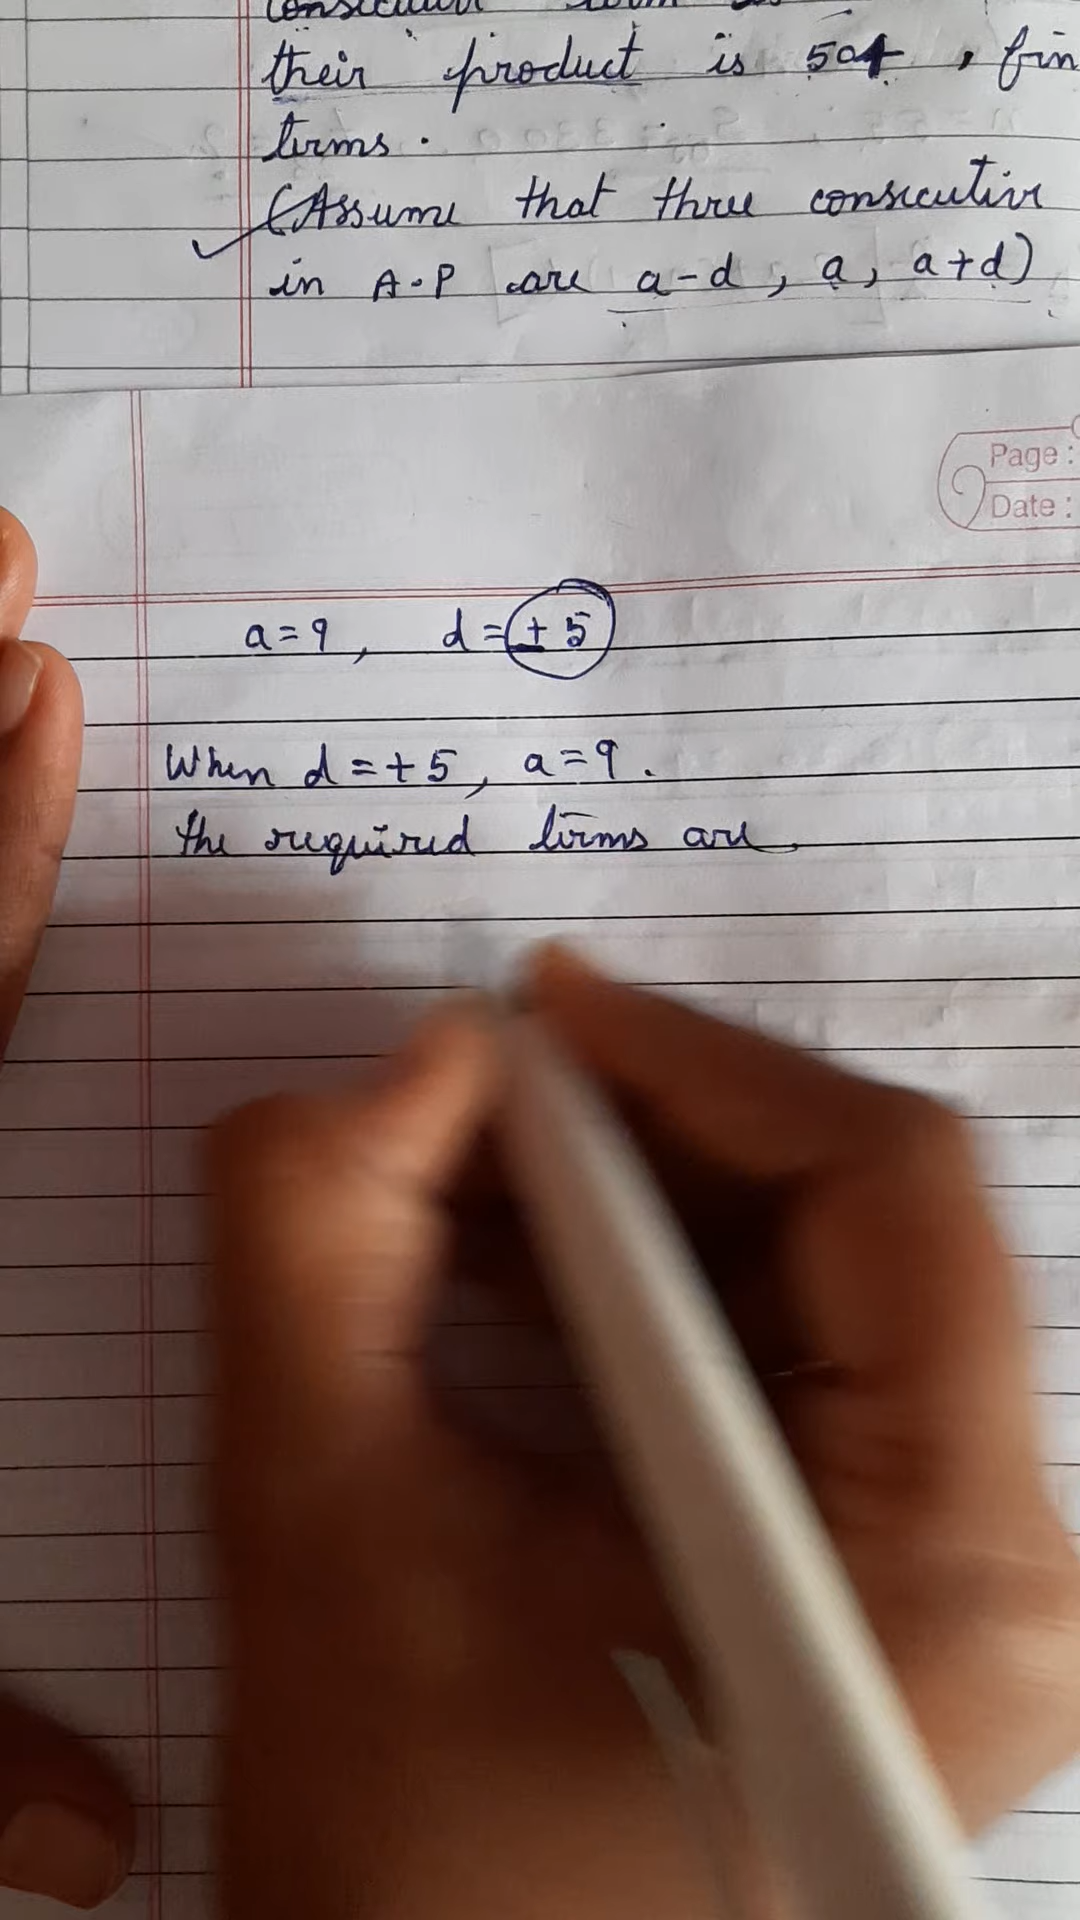 their product is 504, fin
terms.
(Assume that three consecutive
in A.P are a-d, a, a+d)
Page :
Date :
a=9, d=±5
When d=+5, a=9.
the required terms are